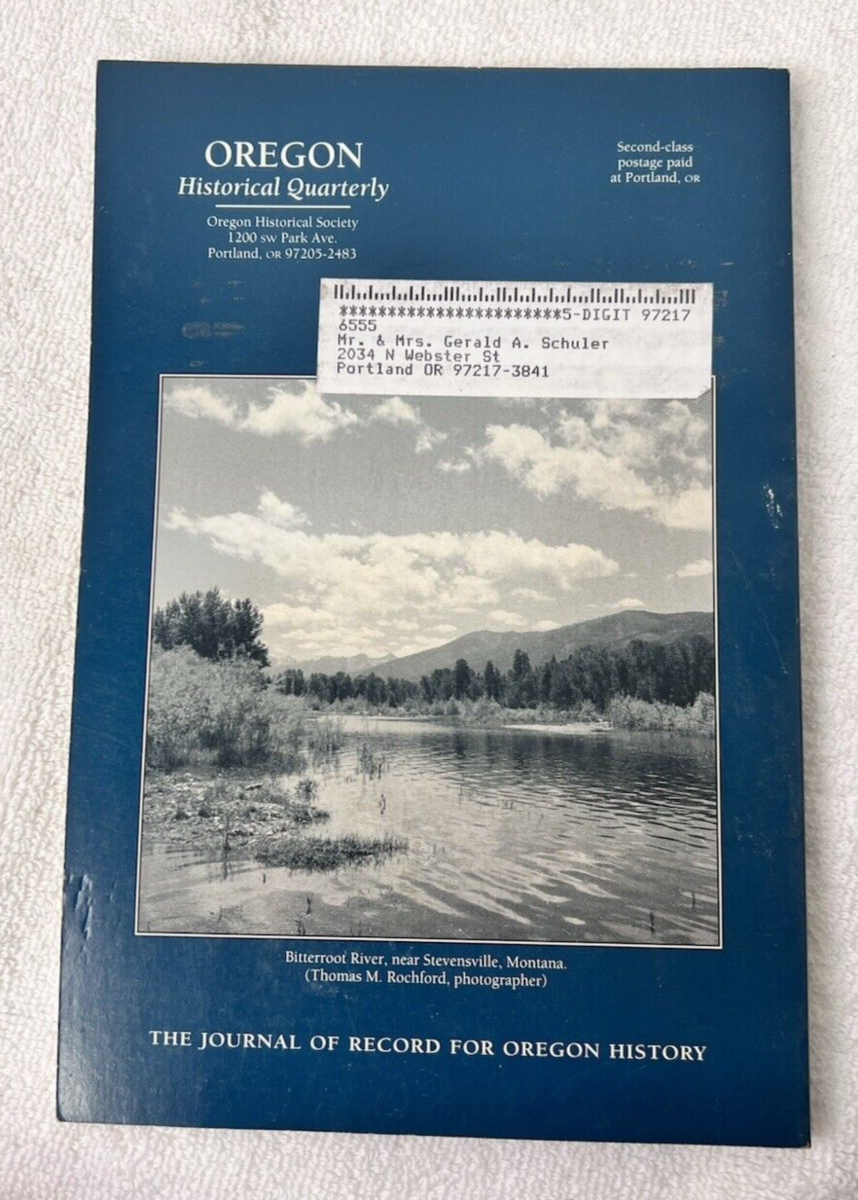 OREGON
Historical Quarterly
Oregon Historical Society
1200 SW Park Ave.
Portland, OR 97205-2483
Second-class
postage paid
at Portland, OR
***********************5-DIGIT 97217
6555
Mr. & Mrs. Gerald A. Schuler
2034 N Webster St
Portland OR 97217-3841
Bitterroot River, near Stevensville, Montana.
(Thomas M. Rochford, photographer)
THE JOURNAL OF RECORD FOR OREGON HISTORY